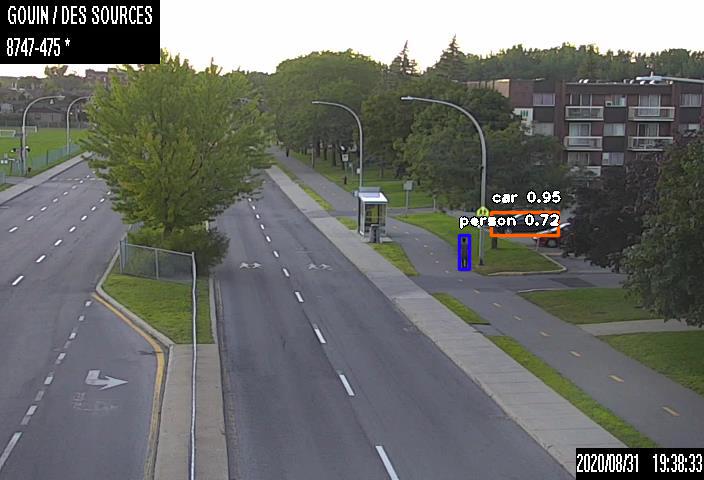 GOUIN / DES SOURCES
8747-475 *
car 0.95
person 0.72
2020/08/31 19:38:33